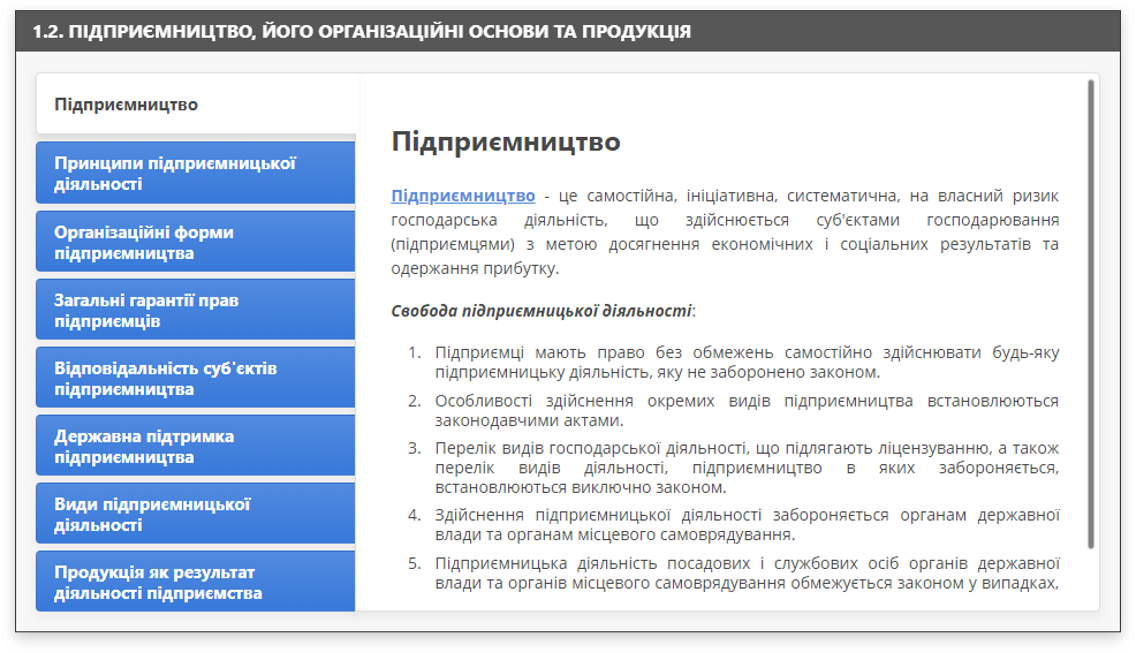 1.2. ПІДПРИЄМНИЦТВО, ЙОГО ОРГАНІЗАЦІЙНІ ОСНОВИ ТА ПРОДУКЦІЯ
Підприємництво
Принципи підприємницької
діяльності
Організаційні форми
підприємництва
Загальні гарантії прав
підприємців
Відповідальність суб'єктів
підприємництва
Державна підтримка
підприємництва
Види підприємницької
діяльності
Продукція як результат
діяльності підприємства
Підприємництво
Підприємництво - це самостійна, ініціативна, систематична, на власний ризик
господарська діяльність, що здійснюється суб'єктами господарювання
(підприємцями) з метою досягнення економічних і соціальних результатів та
одержання прибутку.
Свобода підприємницької діяльності:
1. Підприємці мають право без обмежень самостійно здійснювати будь-яку
підприємницьку діяльність, яку не заборонено законом.
2. Особливості здійснення окремих видів підприємництва встановлюються
законодавчими актами.
3. Перелік видів господарської діяльності, що підлягають ліцензуванню, а також
перелік видів діяльності, підприємництво в яких забороняється,
встановлюються виключно законом.
4. Здійснення підприємницької діяльності забороняється органам державної
влади та органам місцевого самоврядування.
5. Підприємницька діяльність посадових і службових осіб органів державної
влади та органів місцевого самоврядування обмежується законом у випадках,